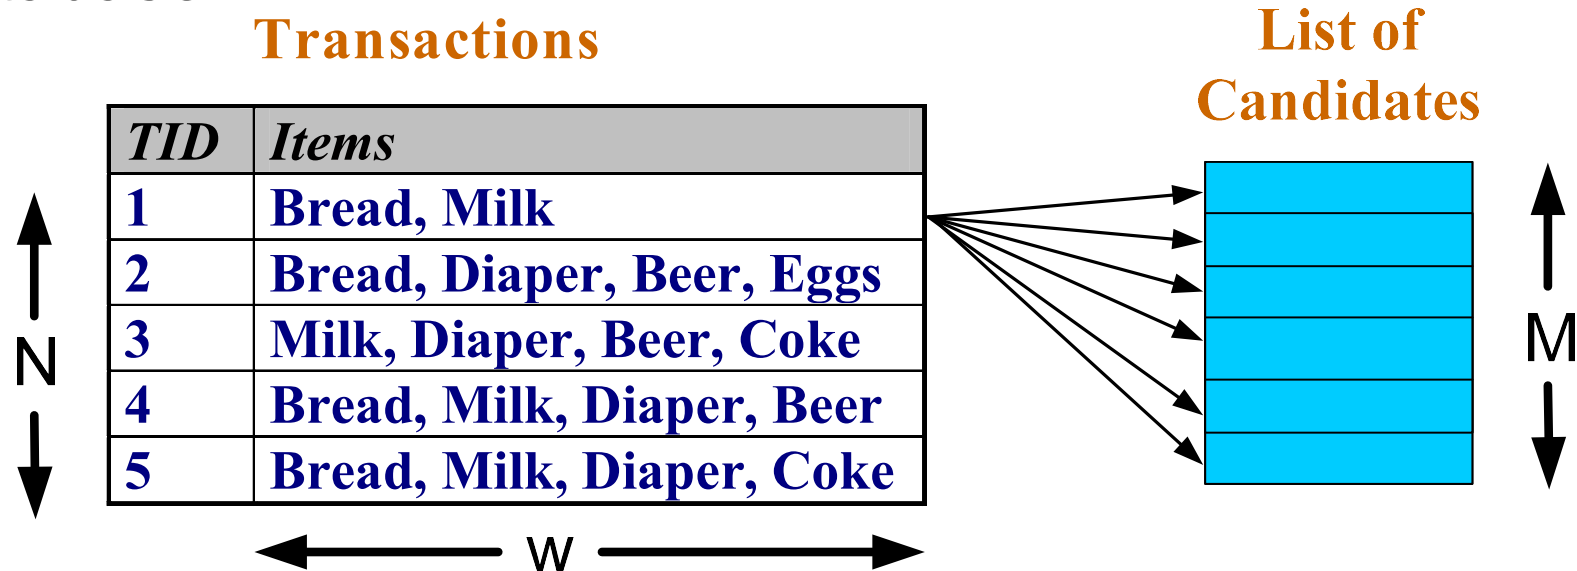 Transactions
List of
Candidates
TID Items
1 Bread, Milk
2 Bread, Diaper, Beer, Eggs
3 Milk, Diaper, Beer, Coke
4 Bread, Milk, Diaper, Beer
5 Bread, Milk, Diaper, Coke
N
M
W